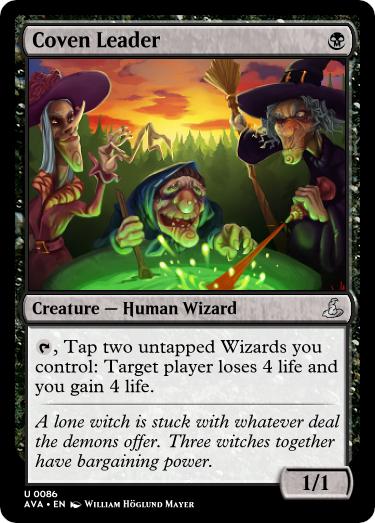 Coven Leader
Creature — Human Wizard
, Tap two untapped Wizards you
control: Target player loses 4 life and
you gain 4 life.
A lone witch is stuck with whatever deal
the demons offer. Three witches together
have bargaining power.
1/1
U 0086
AVA • EN William Höglund Mayer